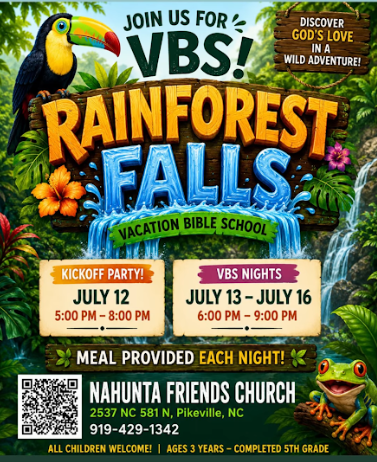 JOIN US FOR
VBS!
DISCOVER
GOD'S LOVE
IN A
WILD ADVENTURE!
RAINFOREST
FALLS
VACATION BIBLE SCHOOL
KICKOFF PARTY!
JULY 12
5:00 PM – 8:00 PM
VBS NIGHTS
JULY 13 – JULY 16
6:00 PM – 9:00 PM
MEAL PROVIDED EACH NIGHT!
NAHUNTA FRIENDS CHURCH
2537 NC 581 N, Pikeville, NC
919-429-1342
ALL CHILDREN WELCOME! | AGES 3 YEARS – COMPLETED 5TH GRADE